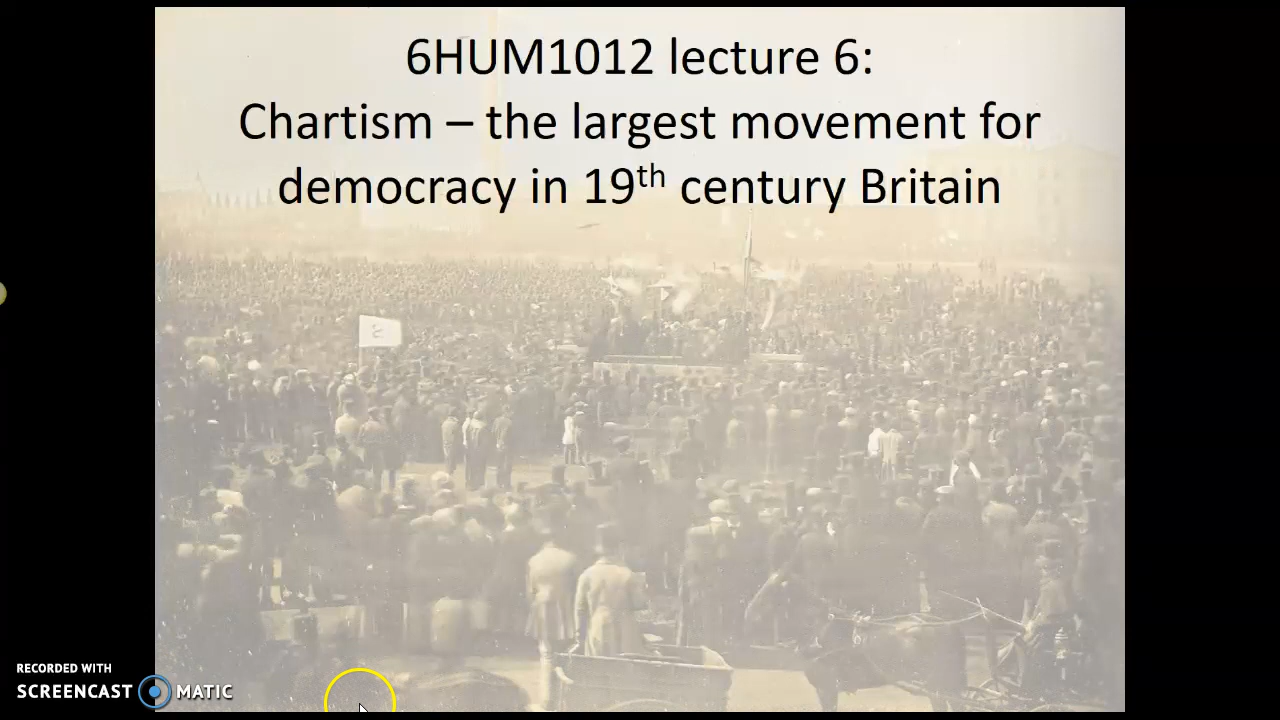 6HUM1012 lecture 6:
Chartism – the largest movement for
democracy in 19th century Britain
RECORDED WITH
SCREENCAST MATIC